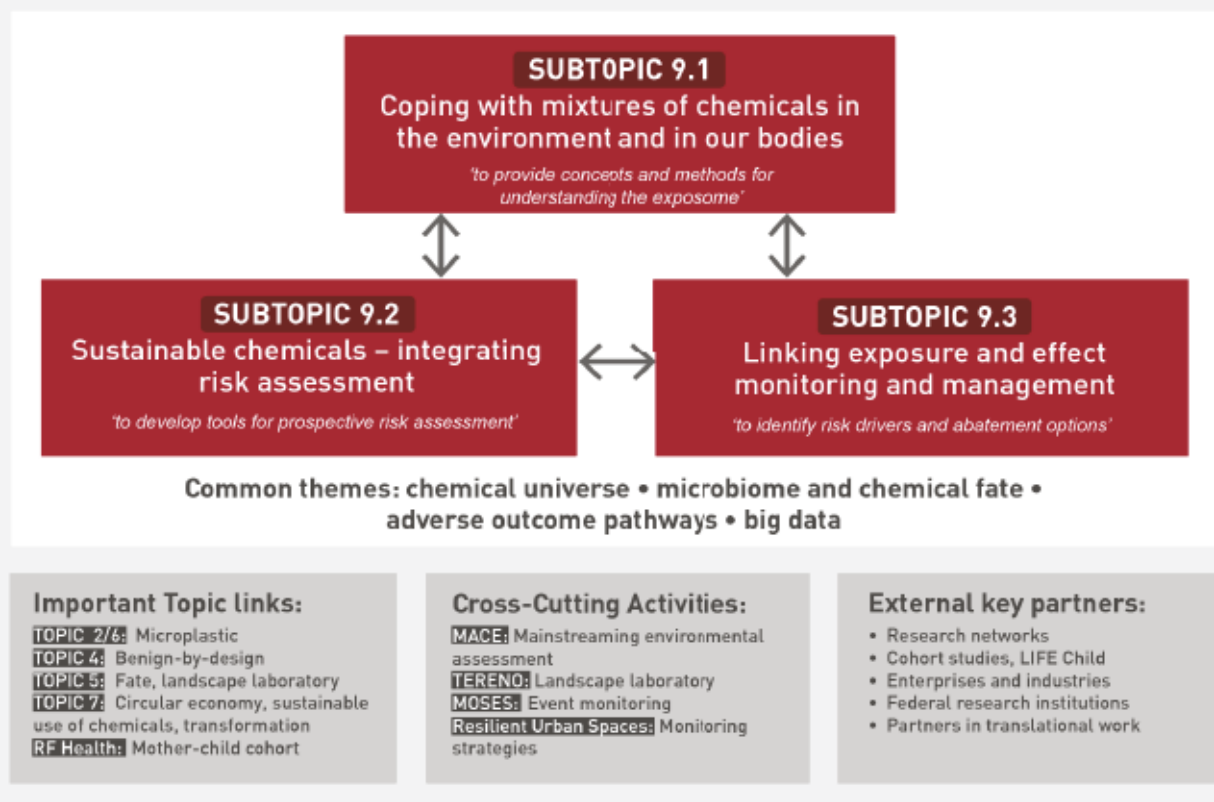 SUBTOPIC 9.1
Coping with mixtures of chemicals in
the environment and in our bodies
'to provide concepts and methods for
understanding the exposome'
SUBTOPIC 9.2
Sustainable chemicals – integrating
risk assessment
'to develop tools for prospective risk assessment'
SUBTOPIC 9.3
Linking exposure and effect
monitoring and management
'to identify risk drivers and abatement options'
Common themes: chemical universe • microbiome and chemical fate •
adverse outcome pathways • big data
Important Topic links:
TOPIC 2/6: Microplastic
TOPIC 4: Benign-by-design
TOPIC 5: Fate, landscape laboratory
TOPIC 7: Circular economy, sustainable
use of chemicals, transformation
RF Health: Mother-child cohort
Cross-Cutting Activities:
MACE: Mainstreaming environmental
assessment
TERENO: Landscape laboratory
MOSES: Event monitoring
Resilient Urban Spaces: Monitoring
strategies
External key partners:
• Research networks
• Cohort studies, LIFE Child
• Enterprises and industries
• Federal research institutions
• Partners in translational work